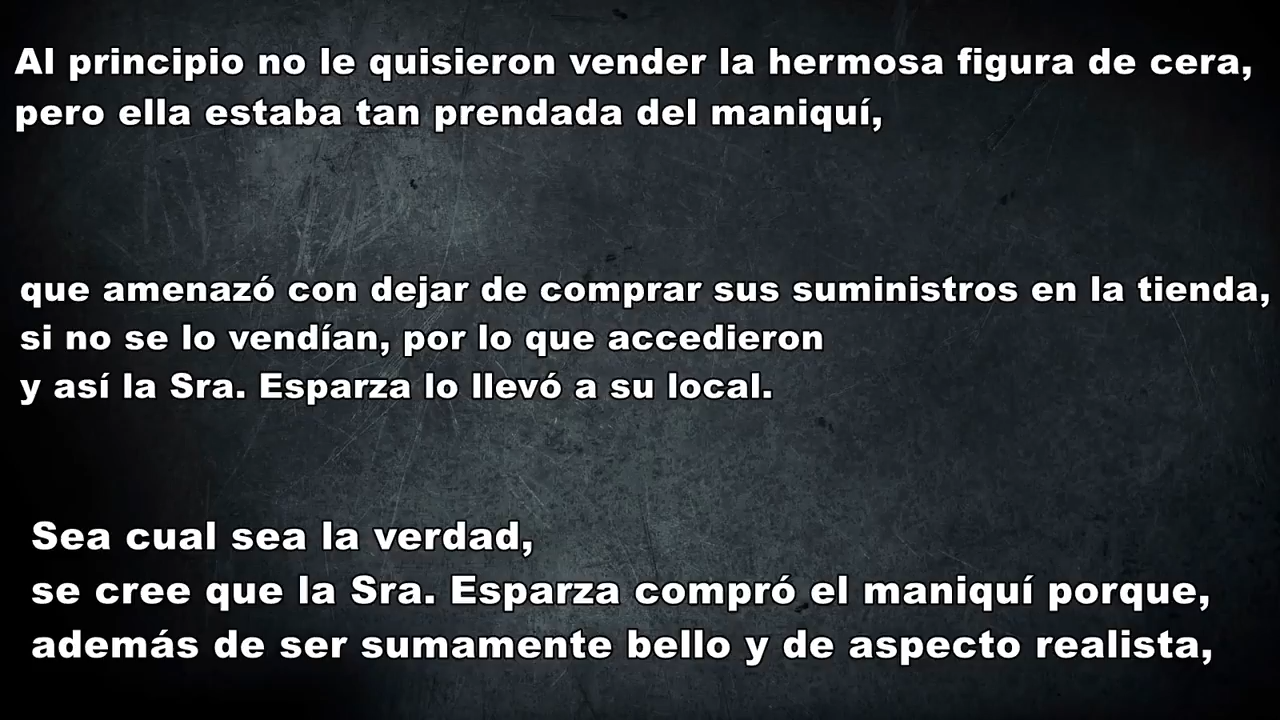 Al principio no le quisieron vender la hermosa figura de cera,
pero ella estaba tan prendada del maniquí,
que amenazó con dejar de comprar sus suministros en la tienda,
si no se lo vendían, por lo que accedieron
y así la Sra. Esparza lo llevó a su local.
Sea cual sea la verdad,
se cree que la Sra. Esparza compró el maniquí porque,
además de ser sumamente bello y de aspecto realista,